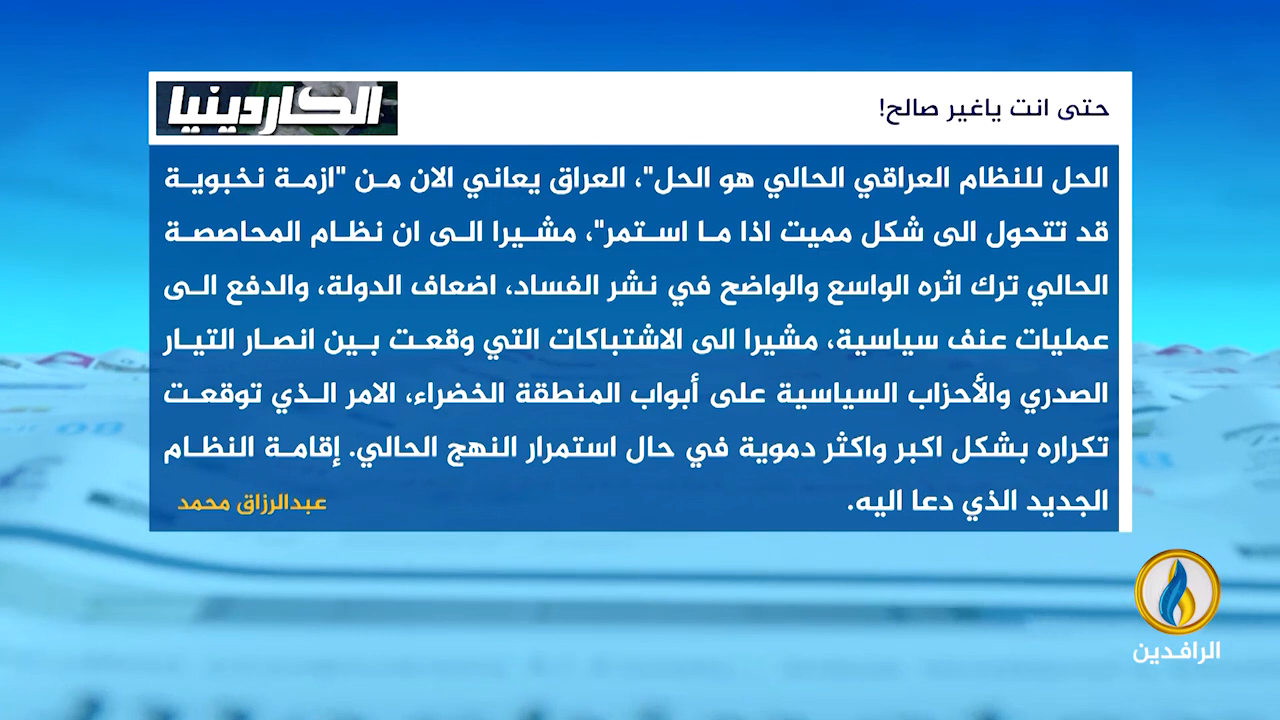 حتى انت ياغير صالح!
الكاردينيا
الحل للنظام العراقي الحالي هو الحل"، العراق يعاني الان من "ازمة نخبوية
قد تتحول الى شكل مميت اذا ما استمر"، مشيرا الى ان نظام المحاصصة
الحالي ترك اثره الواسع والواضح في نشر الفساد، اضعاف الدولة، والدفع الى
عمليات عنف سياسية، مشيرا الى الاشتباكات التي وقعت بين انصار التيار
الصدري والأحزاب السياسية على أبواب المنطقة الخضراء، الامر الذي توقعت
تكراره بشكل اكبر واكثر دموية في حال استمرار النهج الحالي. إقامة النظام
الجديد الذي دعا اليه.
عبدالرزاق محمد
الرافدين